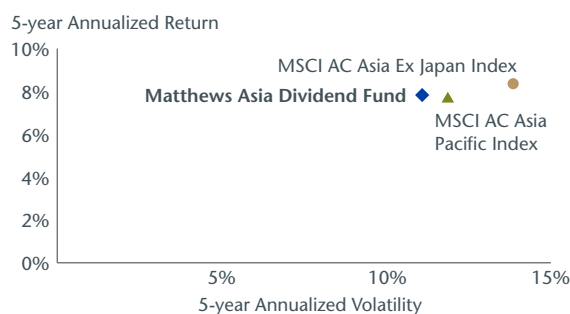 5-year Annualized Return
10%
MSCI AC Asia Ex Japan Index
8%
Matthews Asia Dividend Fund
MSCI AC Asia
Pacific Index
6%
4%
2%
0%
5%
10%
15%
5-year Annualized Volatility